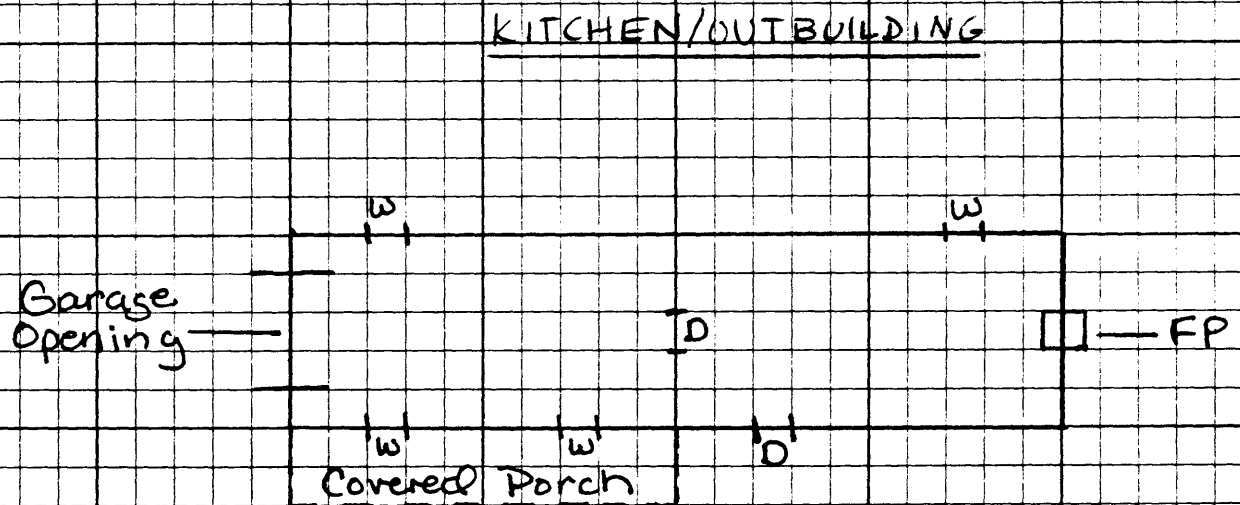 KITCHEN/OUTBUILDING
W
W
Garage
Opening
D
FP
W
W
D
Covered Porch